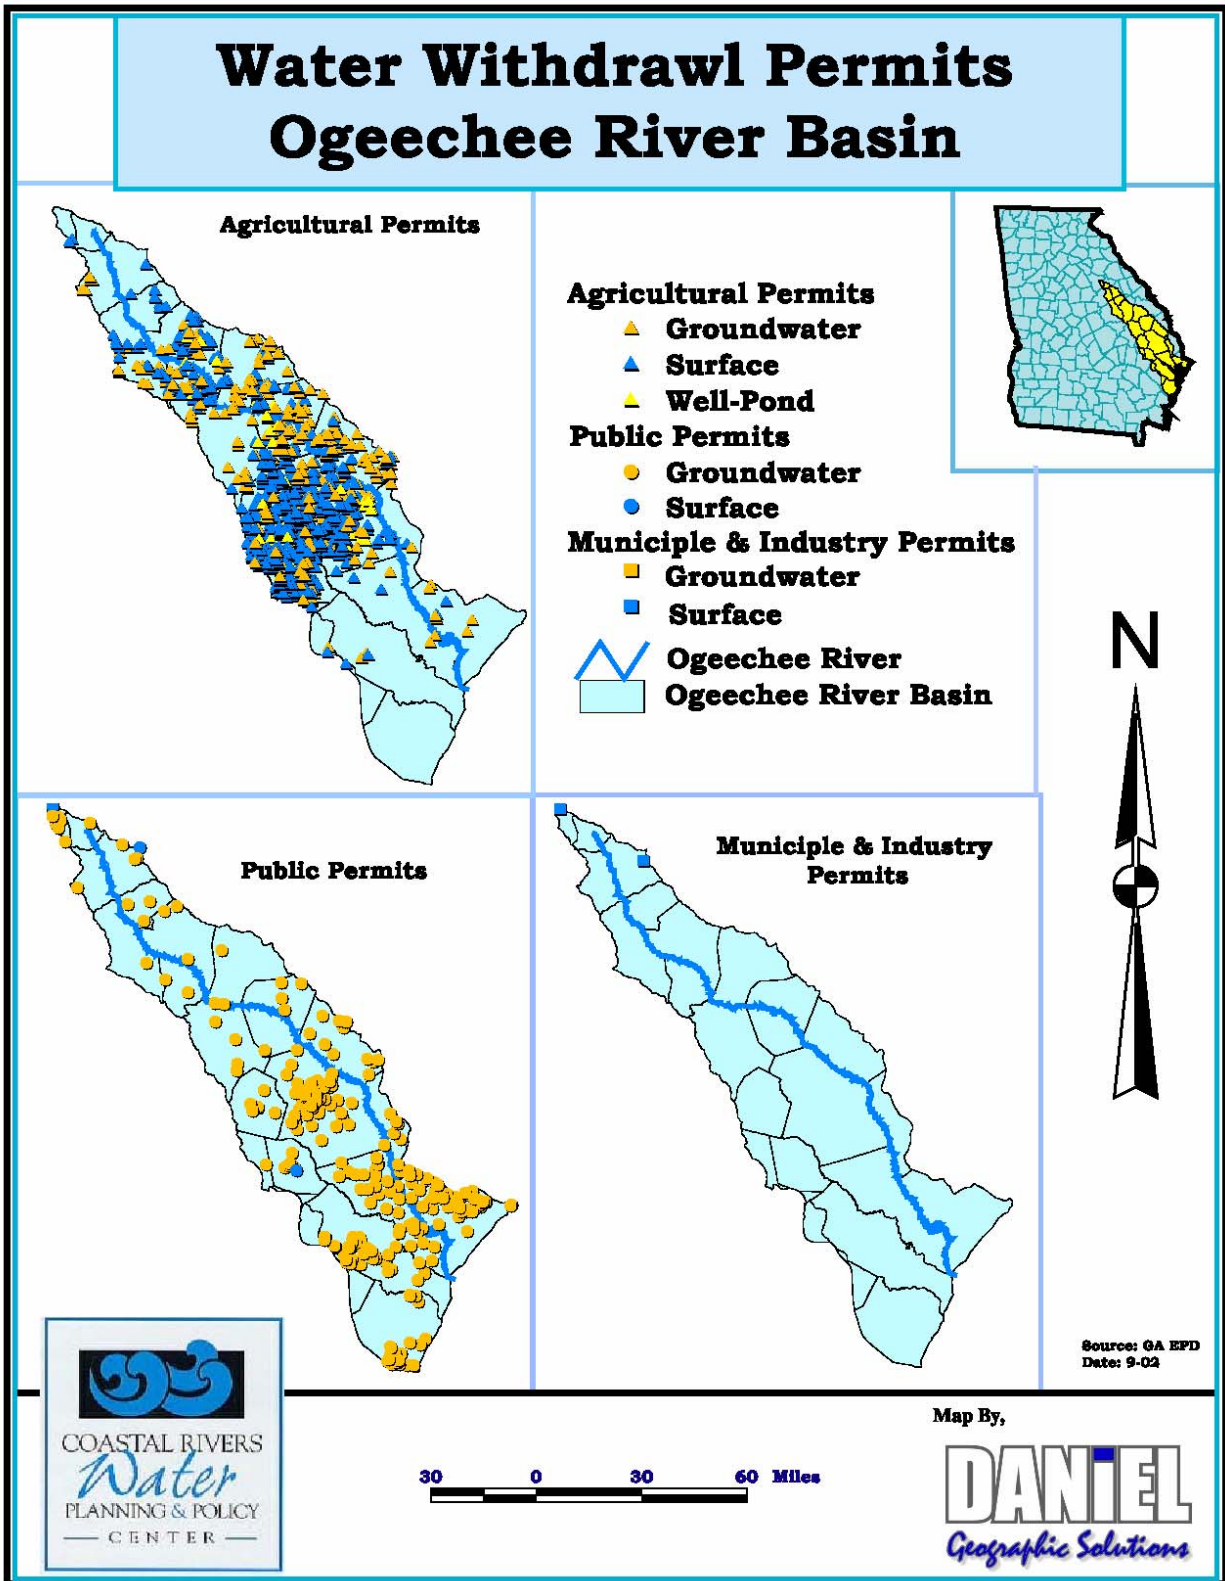 Water Withdrawl Permits
Ogeechee River Basin
Agricultural Permits
Agricultural Permits
Groundwater
Surface
Well-Pond
Public Permits
Groundwater
Surface
Municiple & Industry Permits
Groundwater
Surface
Ogeechee River
Ogeechee River Basin
N
Public Permits
Municiple & Industry
Permits
Source: GA EPD
Date: 9-02
COASTAL RIVERS
Water
PLANNING & POLICY
CENTER
30 0 30 60 Miles
Map By,
DANiEL
Geographic Solutions